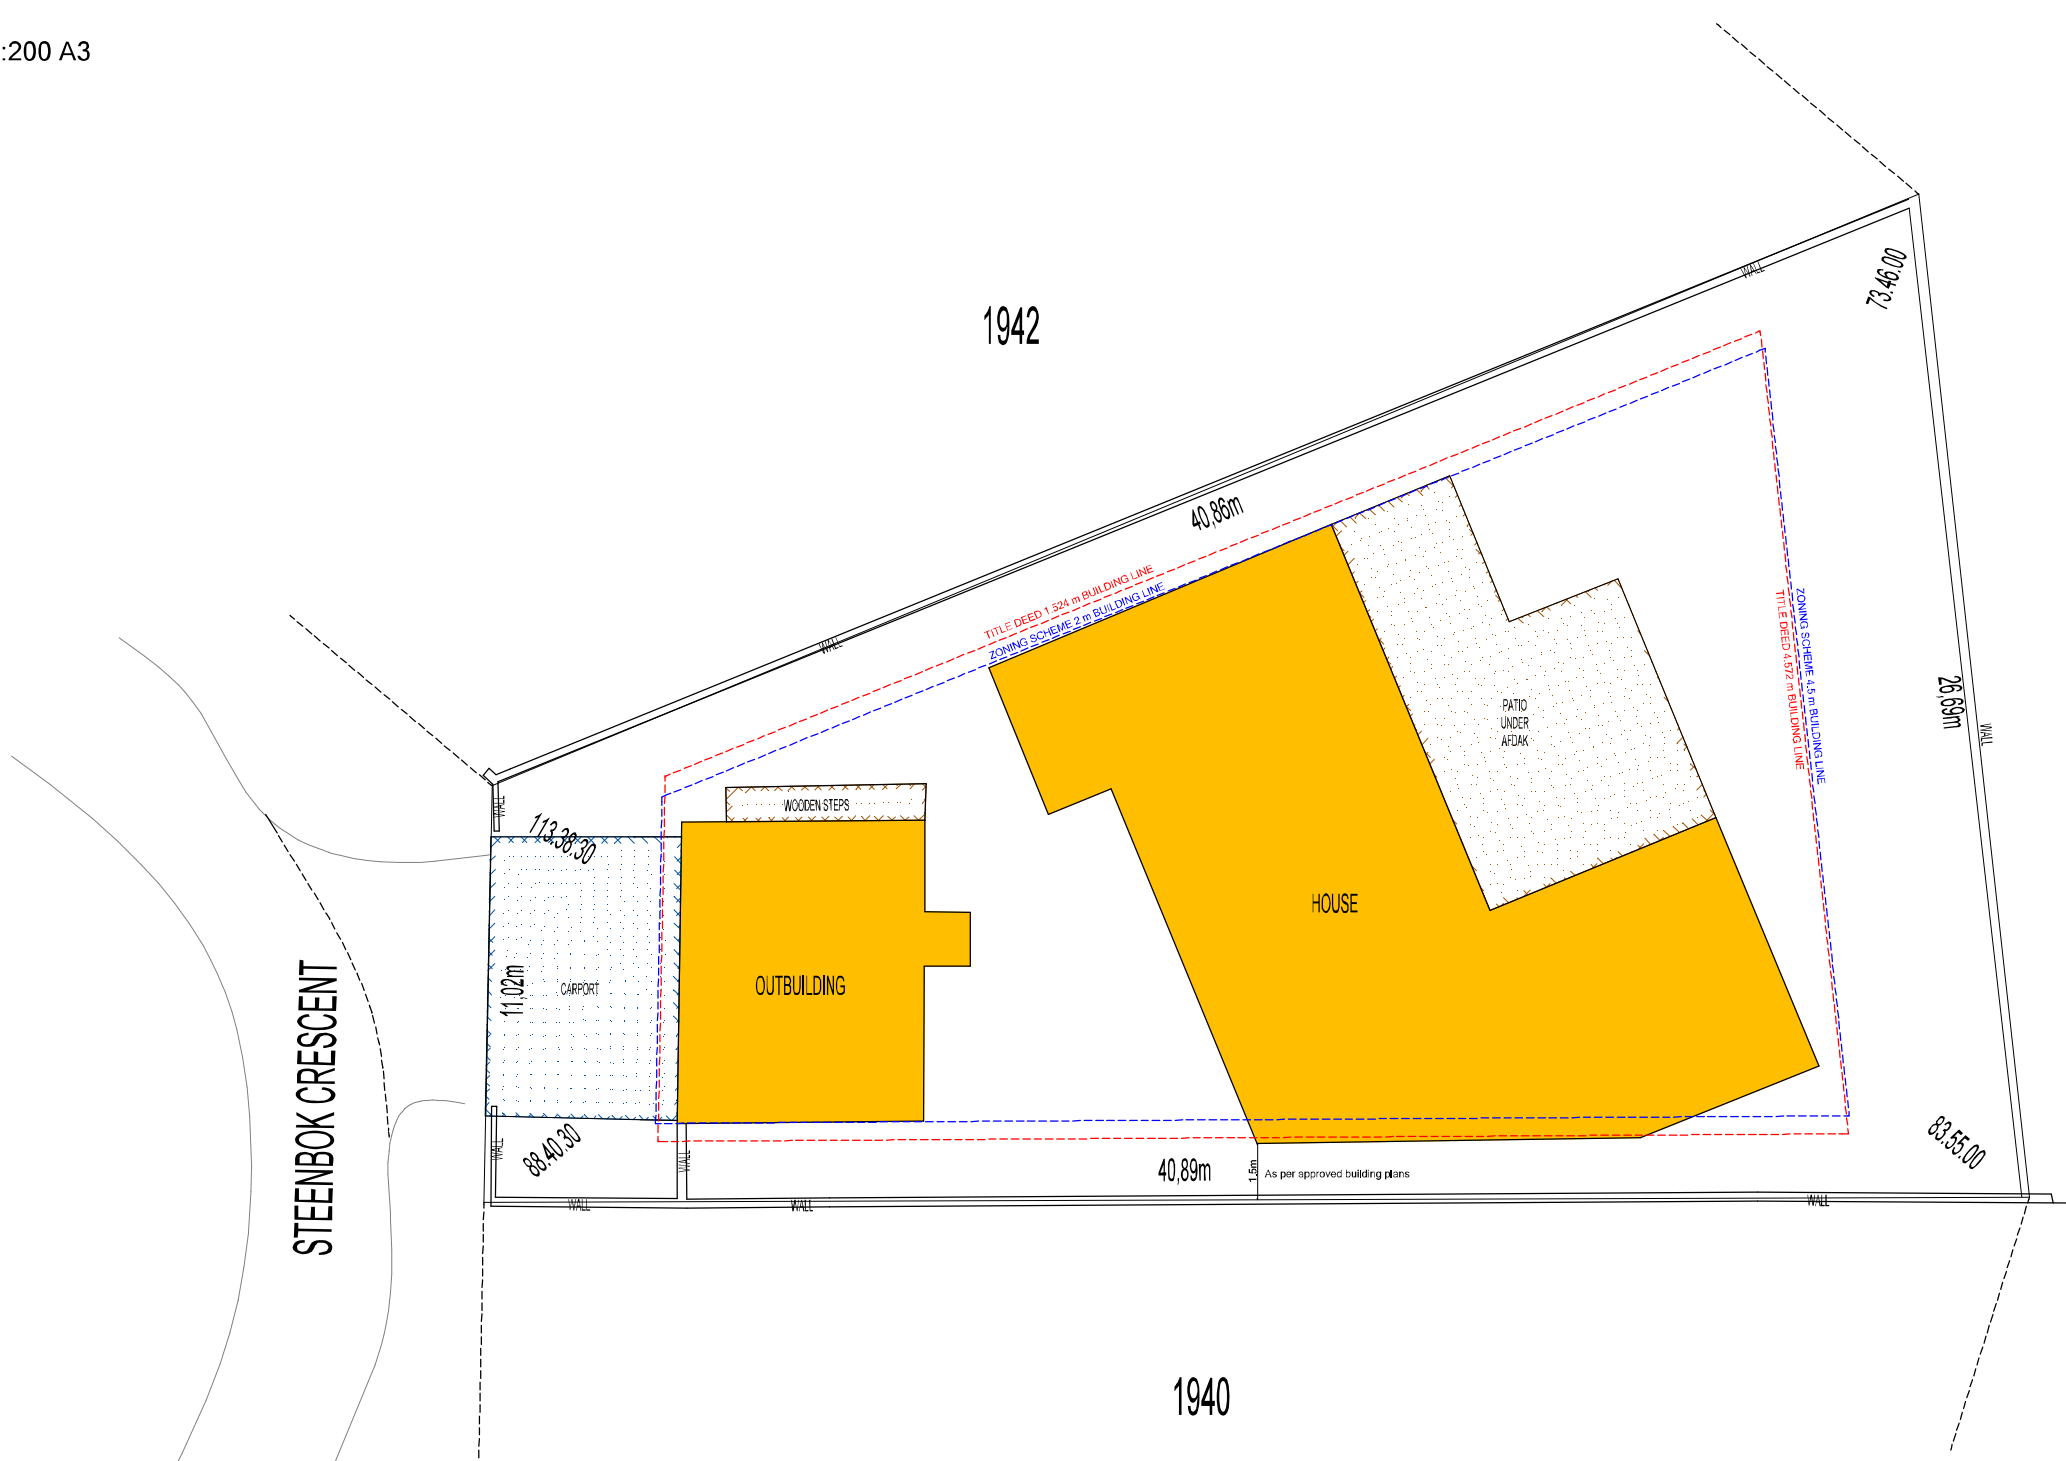 :200 A3
1942
WALL
73.46.00
40,86m
TITLE DEED 1.524 m BUILDING LINE
ZONING SCHEME 2 m BUILDING LINE
WALL
ZONING SCHEME 4.5 m BUILDING LINE
TITLE DEED 4.572 m BUILDING LINE
26,69m
WALL
PATIO
UNDER
AFDAK
WALL
WOODEN STEPS
113.38.30
HOUSE
OUTBUILDING
CARPORT
11,02m
STEENBOK CRESCENT
WALL
88.40.30
WALL
40,89m
1.5m
As per approved building plans
83.55.00
WALL
WALL
WALL
1940